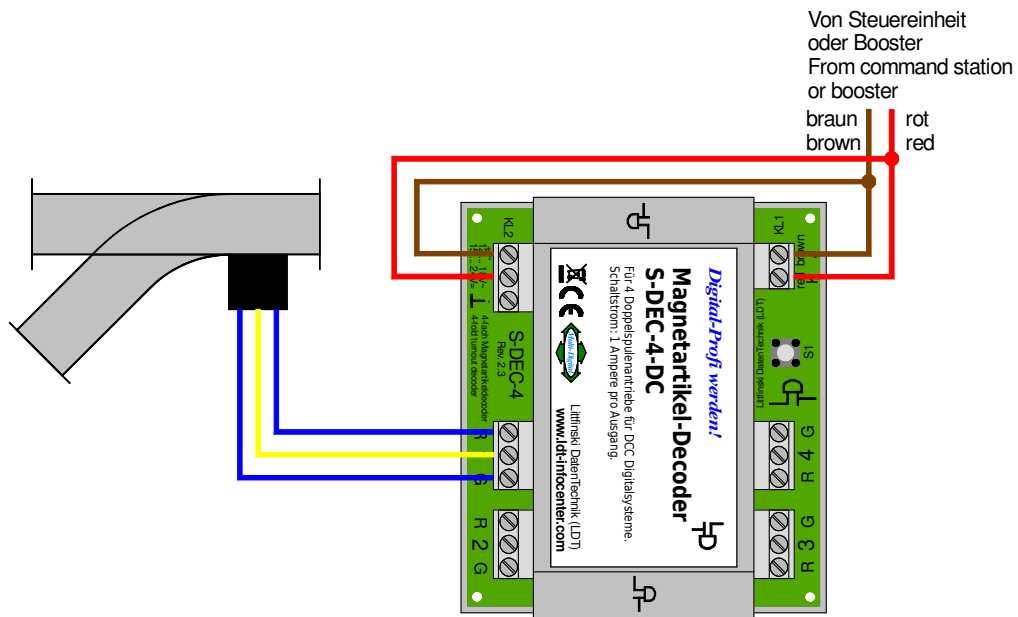 Von Steuereinheit
oder Booster
From command station
or booster
braun rot
brown red
KL2
KL1
S-DEC-4
Rev. 2.3
4-fach Magnetartikeldecoder
4-fold turnout decoder
R
G
R
2
G
Digital-Profi werden!
Magnetartikel-Decoder
S-DEC-4-DC
Für 4 Doppelspulenantriebe für DCC Digitalsysteme.
Schaltstrom: 1 Ampere pro Ausgang.
CE
Multi-Digital
Littfinski DatenTechnik (LDT)
www.ldt-infocenter.com
brown
S1
Littfinski DatenTechnik (LDT)
G
4
R
G
3
R